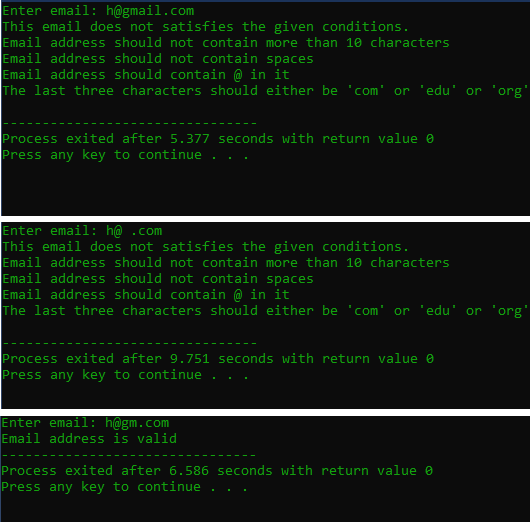 Enter email: h@gmail.com
This email does not satisfies the given conditions.
Email address should not contain more than 10 characters
Email address should not contain spaces
Email address should contain @ in it
The last three characters should either be 'com' or 'edu' or 'org'
--------------------------------
Process exited after 5.377 seconds with return value 0
Press any key to continue . . .
Enter email: h@ .com
This email does not satisfies the given conditions.
Email address should not contain more than 10 characters
Email address should not contain spaces
Email address should contain @ in it
The last three characters should either be 'com' or 'edu' or 'org'
--------------------------------
Process exited after 9.751 seconds with return value 0
Press any key to continue . . .
Enter email: h@gm.com
Email address is valid
--------------------------------
Process exited after 6.586 seconds with return value 0
Press any key to continue . . .